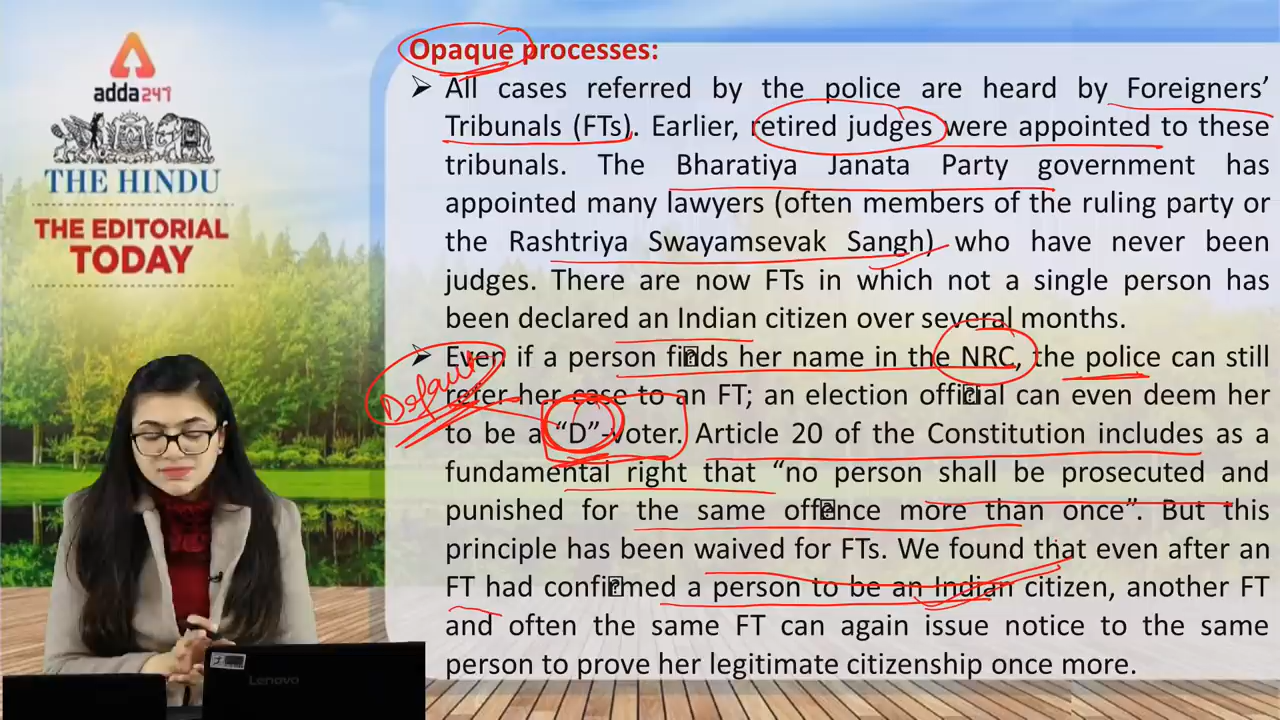 adda247
THE HINDU
THE EDITORIAL
TODAY
Opaque processes:
➤ All cases referred by the police are heard by Foreigners’
Tribunals (FTs). Earlier, retired judges were appointed to these
tribunals. The Bharatiya Janata Party government has
appointed many lawyers (often members of the ruling party or
the Rashtriya Swayamsevak Sangh) who have never been
judges. There are now FTs in which not a single person has
been declared an Indian citizen over several months.
➤ Even if a person finds her name in the NRC, the police can still
refer her case to an FT; an election official can even deem her
to be a “D”-voter. Article 20 of the Constitution includes as a
fundamental right that “no person shall be prosecuted and
punished for the same offence more than once”. But this
principle has been waived for FTs. We found that even after an
FT had confirmed a person to be an Indian citizen, another FT
and often the same FT can again issue notice to the same
person to prove her legitimate citizenship once more.
Default
Lenovo